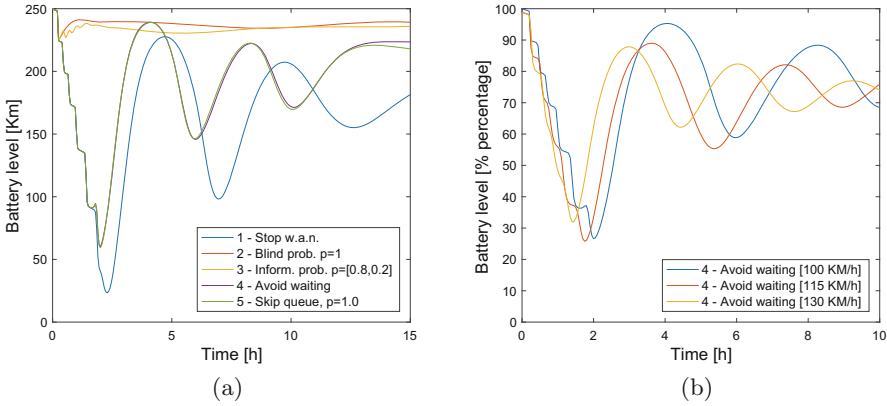 250
200
150
100
50
0
Battery level [Km]
1 - Stop w.a.n.
2 - Blind prob. p=1
3 - Inform. prob. p=[0.8,0.2]
4 - Avoid waiting
5 - Skip queue, p=1.0
0 5 10 15
Time [h]
(a)
100
90
80
70
60
50
40
30
20
10
0
Battery level [% percentage]
4 - Avoid waiting [100 KM/h]
4 - Avoid waiting [115 KM/h]
4 - Avoid waiting [130 KM/h]
0 2 4 6 8 10
Time [h]
(b)